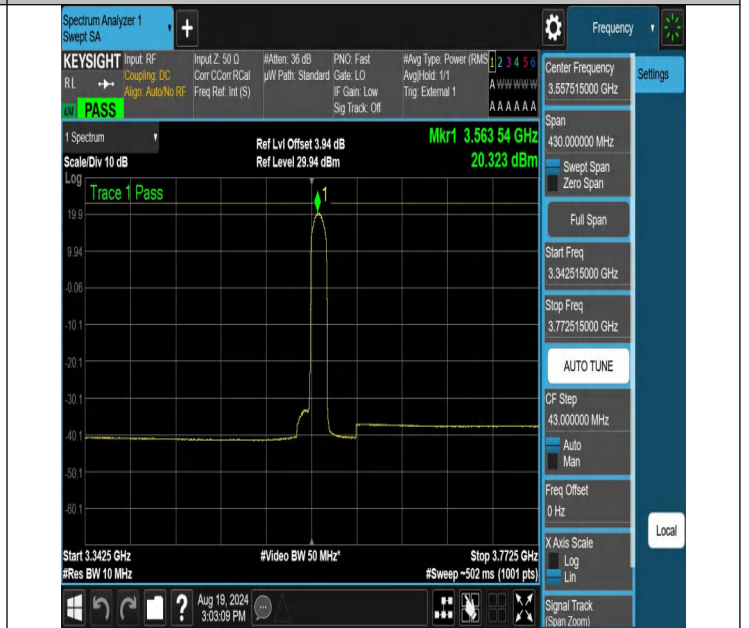 Spectrum Analyzer 1
Swept SA
+
Frequency
KEYSIGHT
RL
PASS
Input: RF
Coupling: DC
Align: Auto/No RF
Input Z: 50 Ω
Corr CCorr RCal
Freq Ref: Int (S)
#Atten: 36 dB
µW Path: Standard
PNO: Fast
Gate: LO
IF Gain: Low
Sig Track: Off
#Avg Type: Power (RMS
Avg|Hold: 1/1
Trig: External 1
1 2 3 4 5 6
A W W W W W
A A A A A A
1 Spectrum
Scale/Div 10 dB
Ref Lvl Offset 3.94 dB
Ref Level 29.94 dBm
Mkr1 3.563 54 GHz
20.323 dBm
Log
Trace 1 Pass
1
19.9
9.94
-0.06
-10.1
-20.1
-30.1
-40.1
-50.1
-60.1
Start 3.3425 GHz
#Res BW 10 MHz
#Video BW 50 MHz*
Stop 3.7725 GHz
#Sweep ~502 ms (1001 pts)
Aug 19, 2024
3:03:09 PM
?
Center Frequency
3.557515000 GHz
Settings
Span
430.000000 MHz
Swept Span
Zero Span
Full Span
Start Freq
3.342515000 GHz
Stop Freq
3.772515000 GHz
AUTO TUNE
CF Step
43.000000 MHz
Auto
Man
Freq Offset
0 Hz
X Axis Scale
Log
Lin
Local
Signal Track
(Span Zoom)